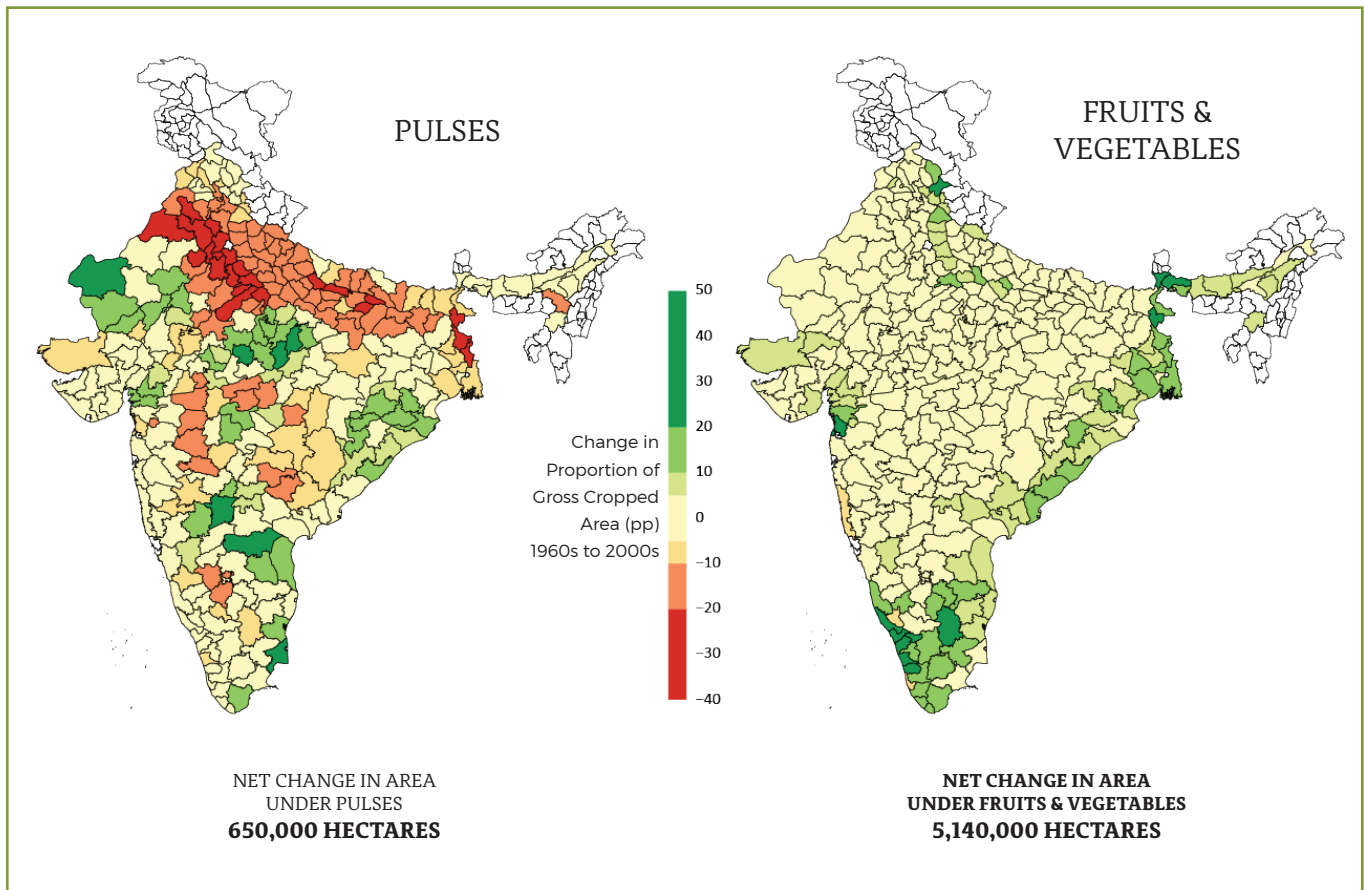 PULSES
FRUITS &
VEGETABLES
50
40
30
20
10
0
−10
−20
−30
−40
Change in
Proportion of
Gross Cropped
Area (pp)
1960s to 2000s
NET CHANGE IN AREA
UNDER PULSES
650,000 HECTARES
NET CHANGE IN AREA
UNDER FRUITS & VEGETABLES
5,140,000 HECTARES